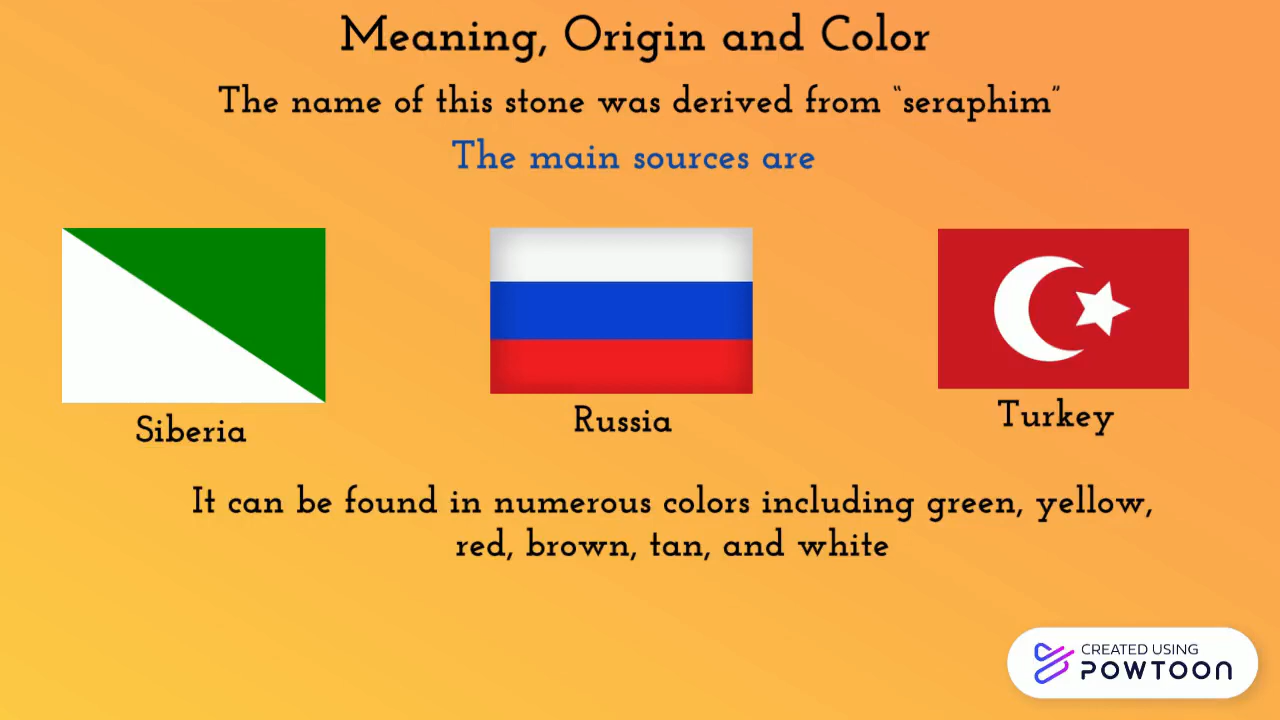 Meaning, Origin and Color
The name of this stone was derived from “seraphim”
The main sources are
Siberia
Russia
Turkey
It can be found in numerous colors including green, yellow,
red, brown, tan, and white
CREATED USING
POWTOON